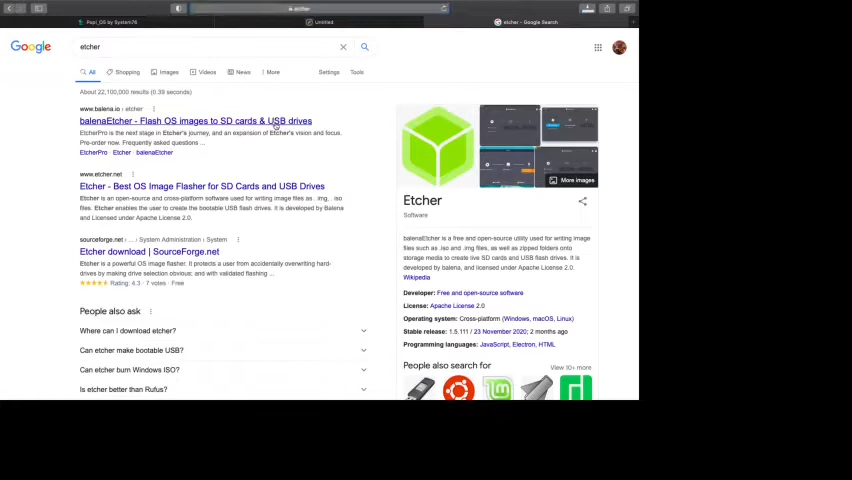 etcher
Pop!_OS by System76
Untitled
etcher - Google Search
Google
etcher
All
Shopping
Images
Videos
News
More
Settings
Tools
About 22,100,000 results (0.39 seconds)
www.balena.io › etcher
balenaEtcher - Flash OS images to SD cards & USB drives
EtcherPro is the next stage in Etcher's journey, and an expansion of Etcher's vision and focus.
Pre-order now. Frequently asked questions ...
EtcherPro Etcher balenaEtcher
www.etcher.net
Etcher - Best OS Image Flasher for SD Cards and USB Drives
Etcher is an open-source and cross-platform software used for writing image files as .img, . iso
files. Etcher enables the user to create the bootable USB flash drives. It is developed by Balena
and Licensed under Apache License 2.0.
sourceforge.net › ... › System Administration › System
Etcher download | SourceForge.net
Etcher is a powerful OS image flasher. It protects a user from accidentally overwriting hard-
drives by making drive selection obvious; and with validated flashing ...
Rating: 4.3 · 7 votes · Free
People also ask
Where can I download etcher?
Can etcher make bootable USB?
Can etcher burn Windows ISO?
Is etcher better than Rufus?
More images
Etcher
Software
balenaEtcher is a free and open-source utility used for writing image
files such as .iso and .img files, as well as zipped folders onto
storage media to create live SD cards and USB flash drives. It is
developed by balena, and licensed under Apache License 2.0.
Wikipedia
Developer: Free and open-source software
License: Apache License 2.0
Operating system: Cross-platform (Windows, macOS, Linux)
Stable release: 1.5.111 / 23 November 2020; 2 months ago
Programming languages: JavaScript, Electron, HTML
People also search for
View 10+ more